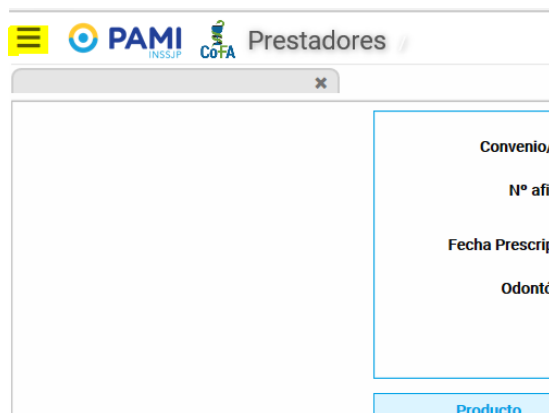 PAMI
INSSJP
CofA
Prestadores /
Convenio/
Nº afi
Fecha Prescrip
Odontó
Producto